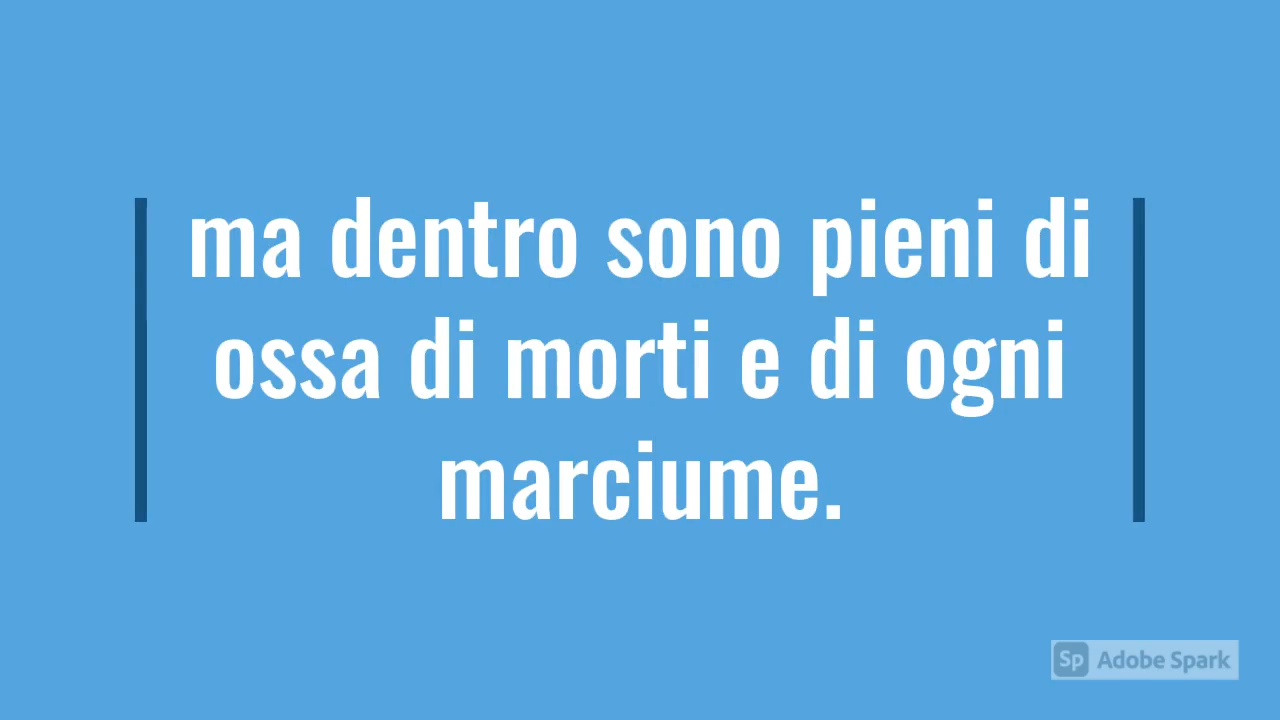 ma dentro sono pieni di
ossa di morti e di ogni
marciume.
Sp Adobe Spark